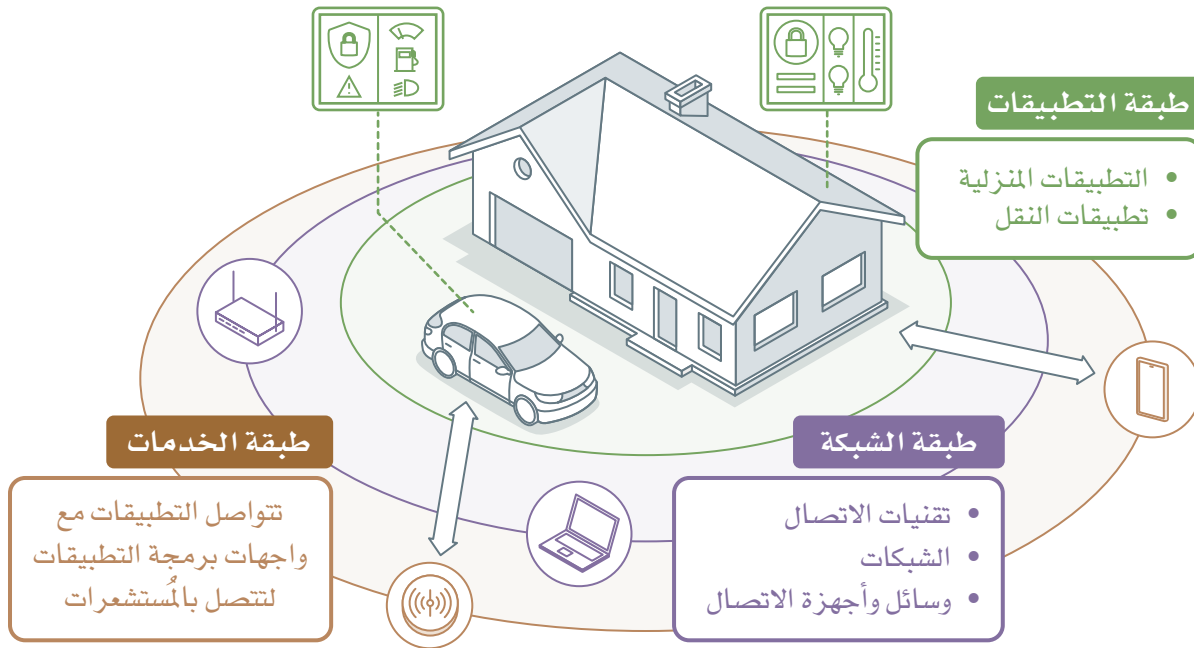 طبقة التطبيقات
• التطبيقات المنزلية
• تطبيقات النقل
طبقة الشبكة
• تقنيات الاتصال
• الشبكات
• وسائل وأجهزة الاتصال
طبقة الخدمات
تتواصل التطبيقات مع
واجهات برمجة التطبيقات
لتتصل بالمُستشعرات